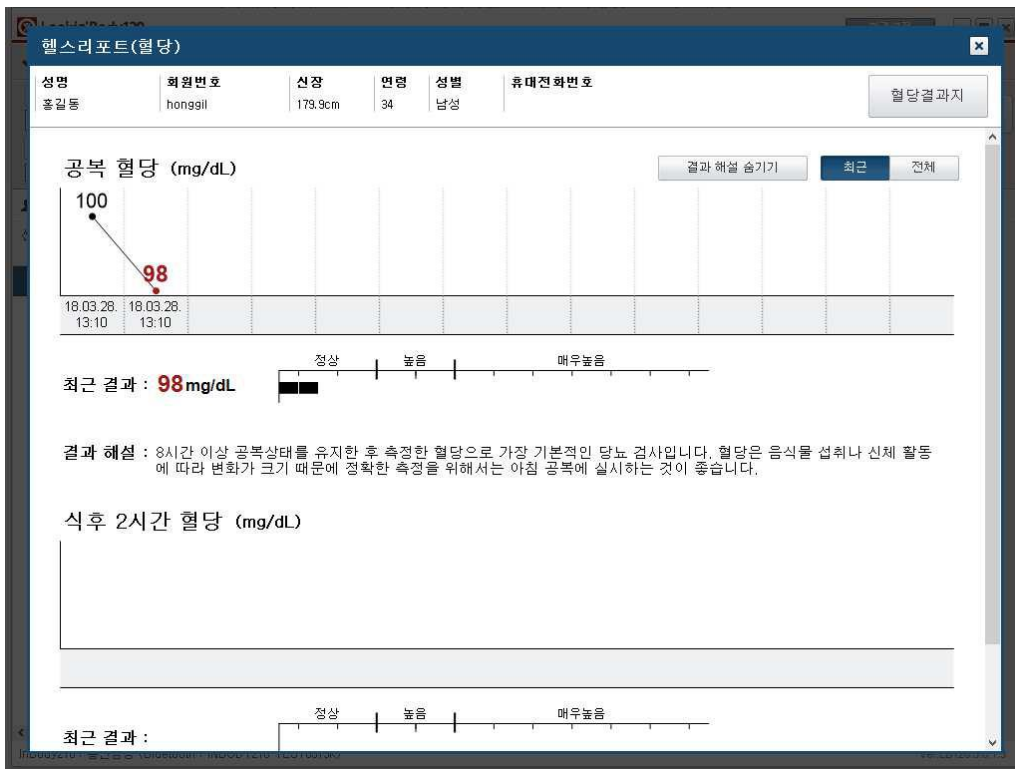 헬스리포트(혈당)
성명 회원번호 신장 연령 성별 휴대전화번호
홍길동 honggil 179.9cm 34 남성
혈당결과지
공복 혈당 (mg/dL)
결과 해설 숨기기 최근 전체
100
98
18.03.28. 18.03.28.
13:10 13:10
정상 높음 매우높음
최근 결과 : 98 mg/dL
결과 해설 : 8시간 이상 공복상태를 유지한 후 측정한 혈당으로 가장 기본적인 당뇨 검사입니다. 혈당은 음식물 섭취나 신체 활동
에 따라 변화가 크기 때문에 정확한 측정을 위해서는 아침 공복에 실시하는 것이 좋습니다.
식후 2시간 혈당 (mg/dL)
정상 높음 매우높음
최근 결과 :